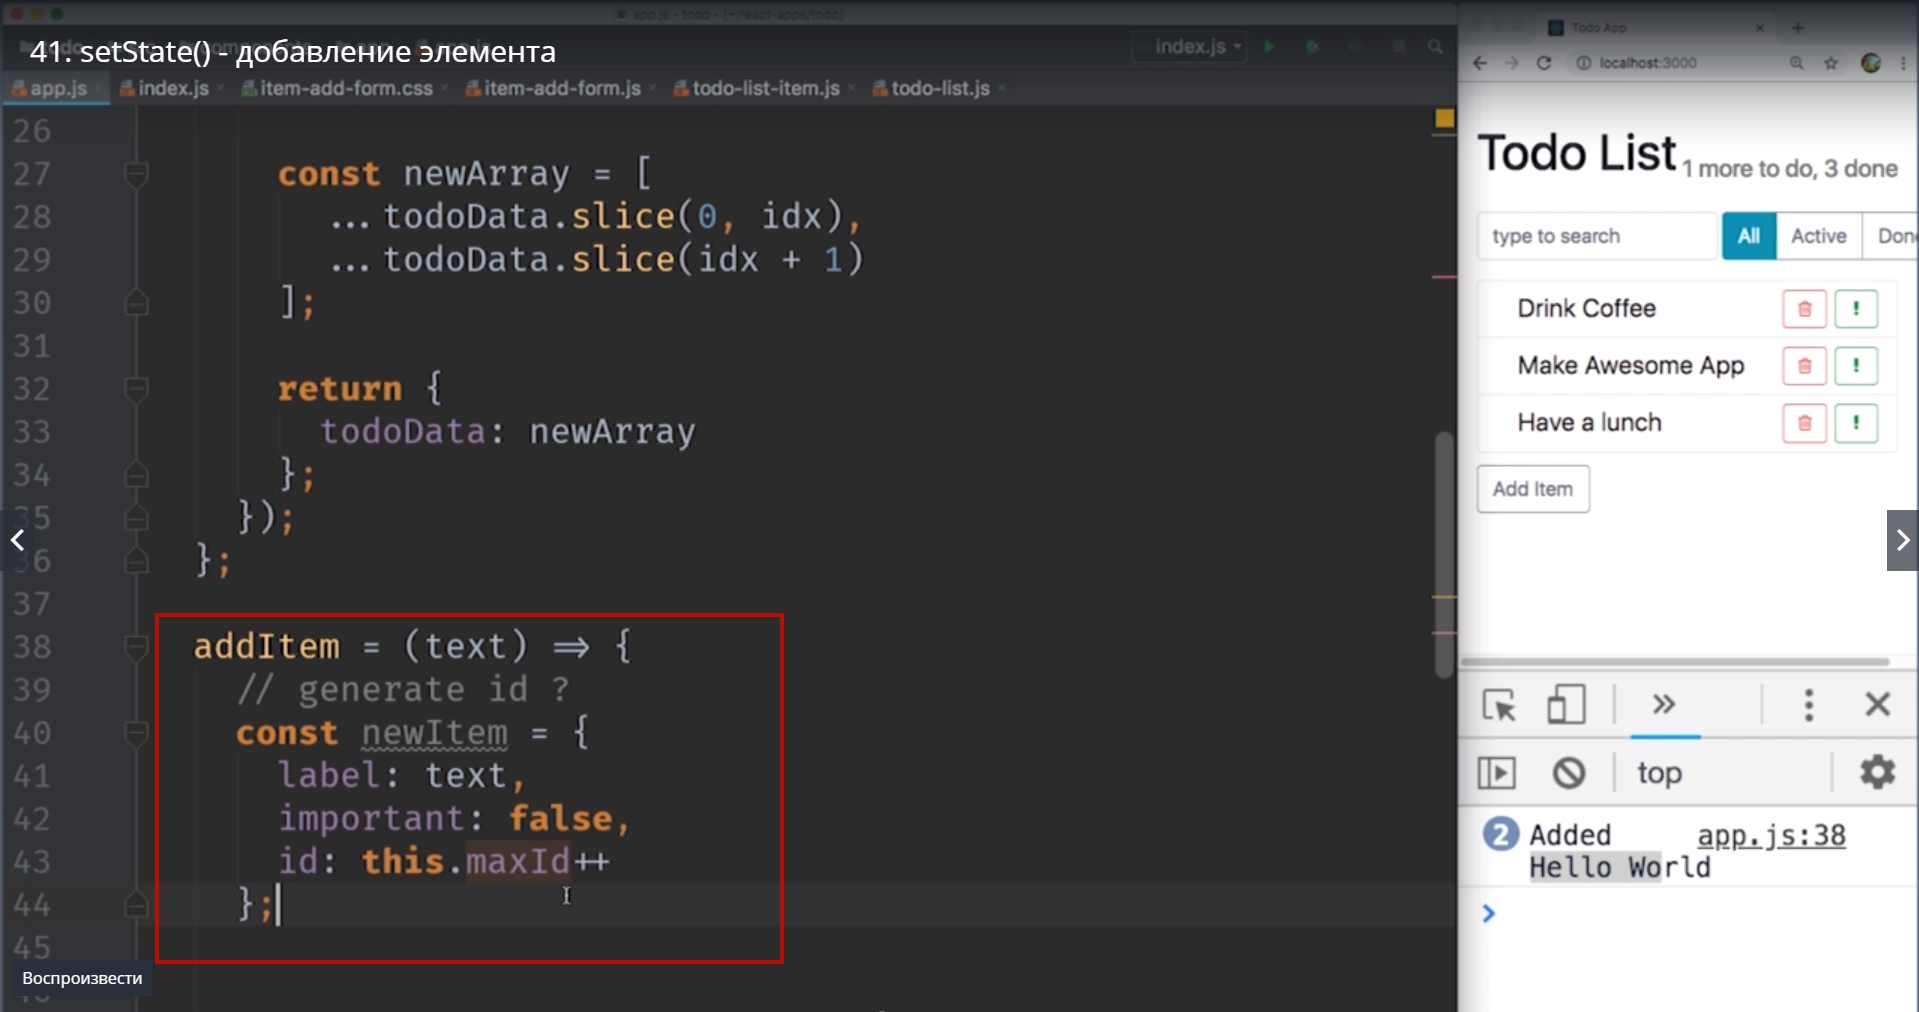 41. setState() - добавление элемента
index.js
app.js
index.js
item-add-form.css
item-add-form.js
todo-list-item.js
todo-list.js
26
27 const newArray = [
28 ...todoData.slice(0, idx),
29 ...todoData.slice(idx + 1)
30 ];
31
32 return {
33 todoData: newArray
34 };
35 });
36 };
37
38 addItem = (text) => {
39 // generate id ?
40 const newItem = {
41 label: text,
42 important: false,
43 id: this.maxId++
44 };
45
Воспроизвести
Todo App
localhost:3000
Todo List 1 more to do, 3 done
type to search All Active Done
Drink Coffee
Make Awesome App
Have a lunch
Add Item
top
2 Added app.js:38
Hello World